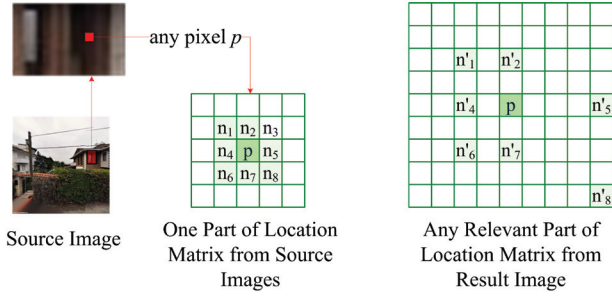 any pixel p
n1 n2 n3
n4 p n5
n6 n7 n8
n'1 n'2
n'4 p n'5
n'6 n'7
n'8
Source Image
One Part of Location
Matrix from Source
Images
Any Relevant Part of
Location Matrix from
Result Image